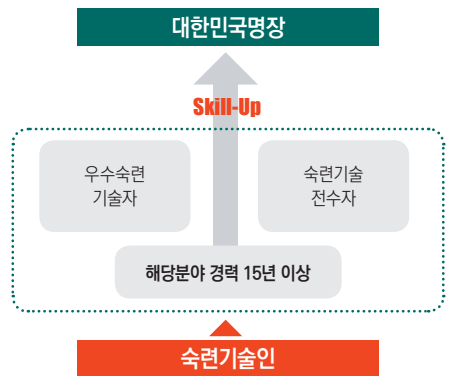 대한민국명장
Skill-Up
우수숙련
기술자
숙련기술
전수자
해당분야 경력 15년 이상
숙련기술인